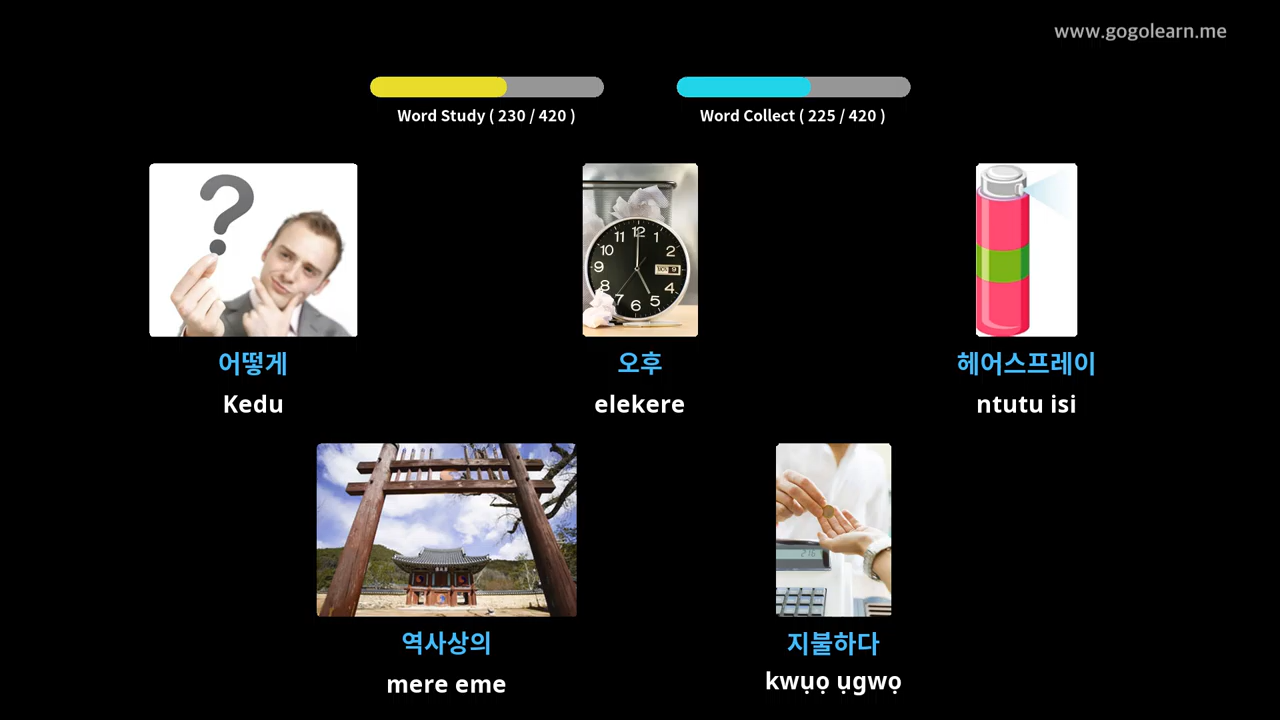 www.gogolearn.me
Word Study ( 230 / 420 )
Word Collect ( 225 / 420 )
어떻게
Kedu
오후
elekere
헤어스프레이
ntutu isi
역사상의
mere eme
지불하다
kwụọ ụgwọ